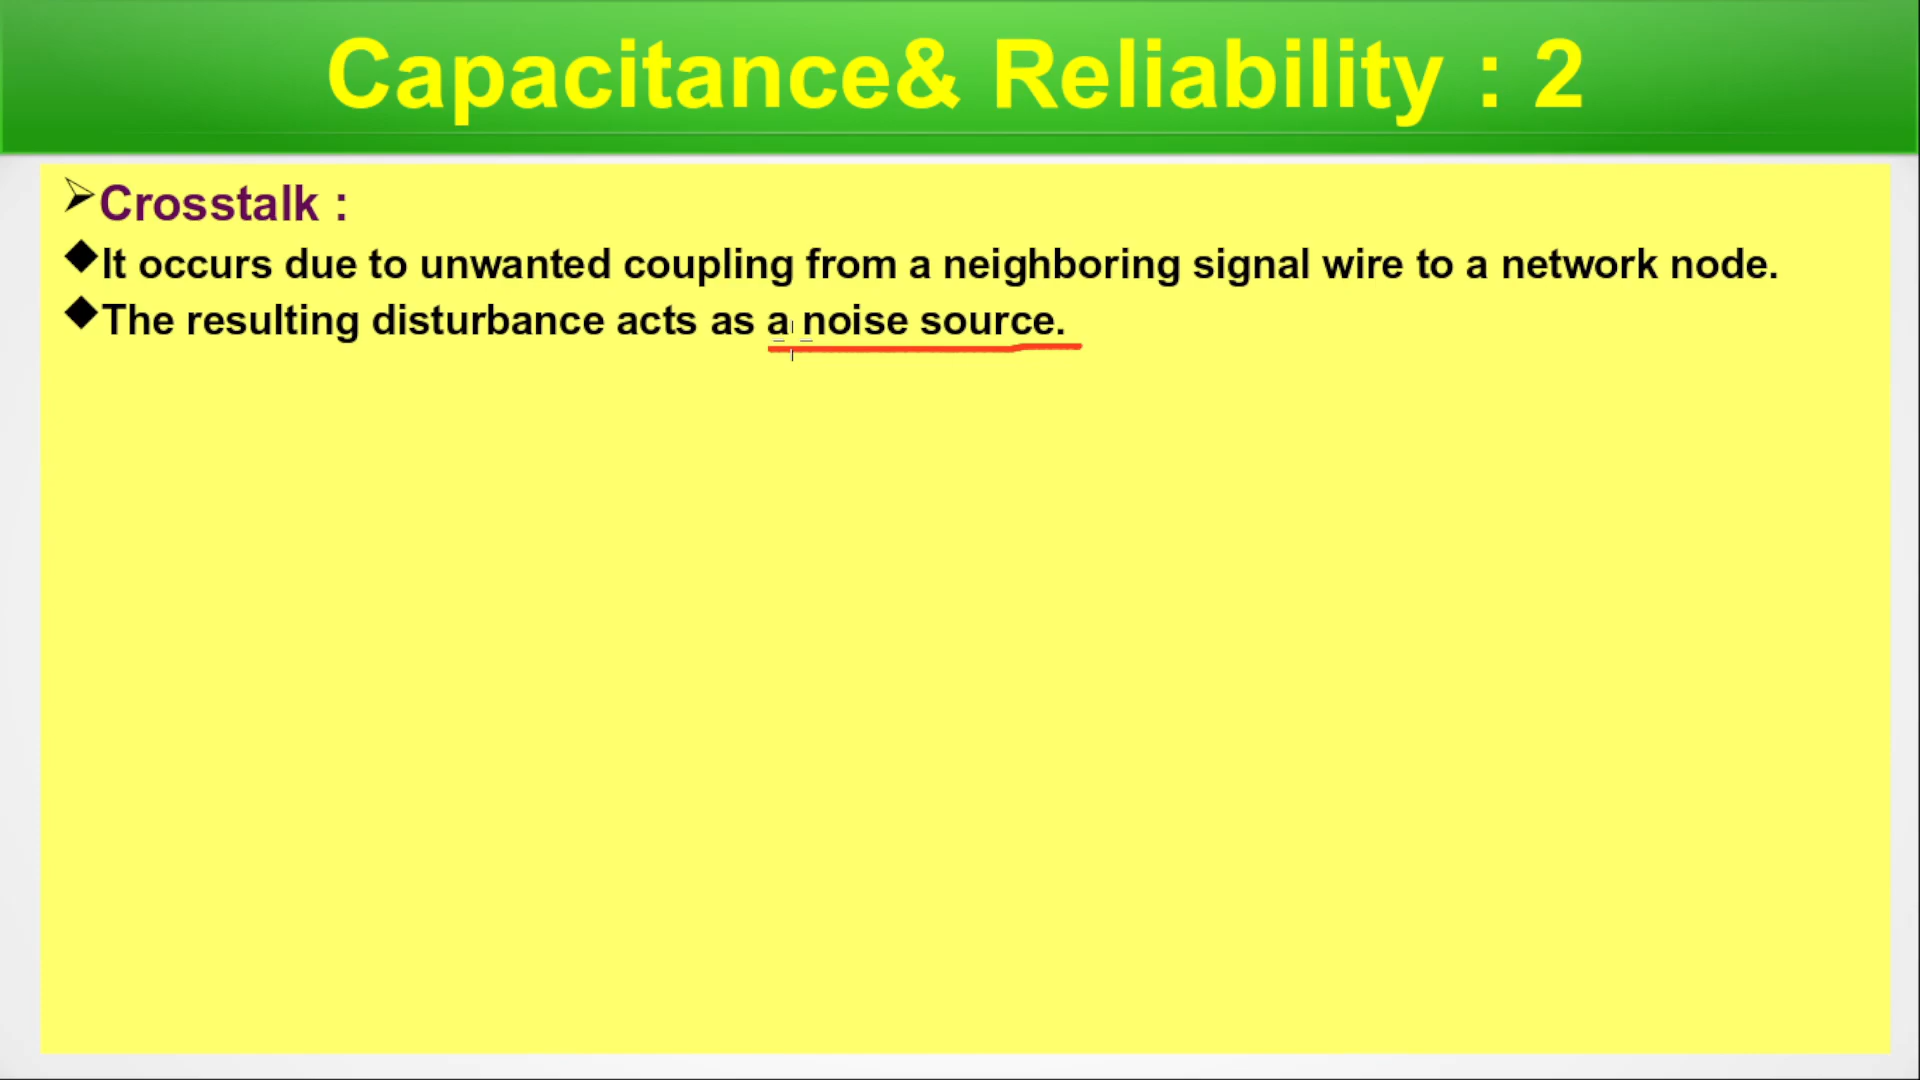 Capacitance& Reliability : 2
➢Crosstalk :
◆It occurs due to unwanted coupling from a neighboring signal wire to a network node.
◆The resulting disturbance acts as a noise source.